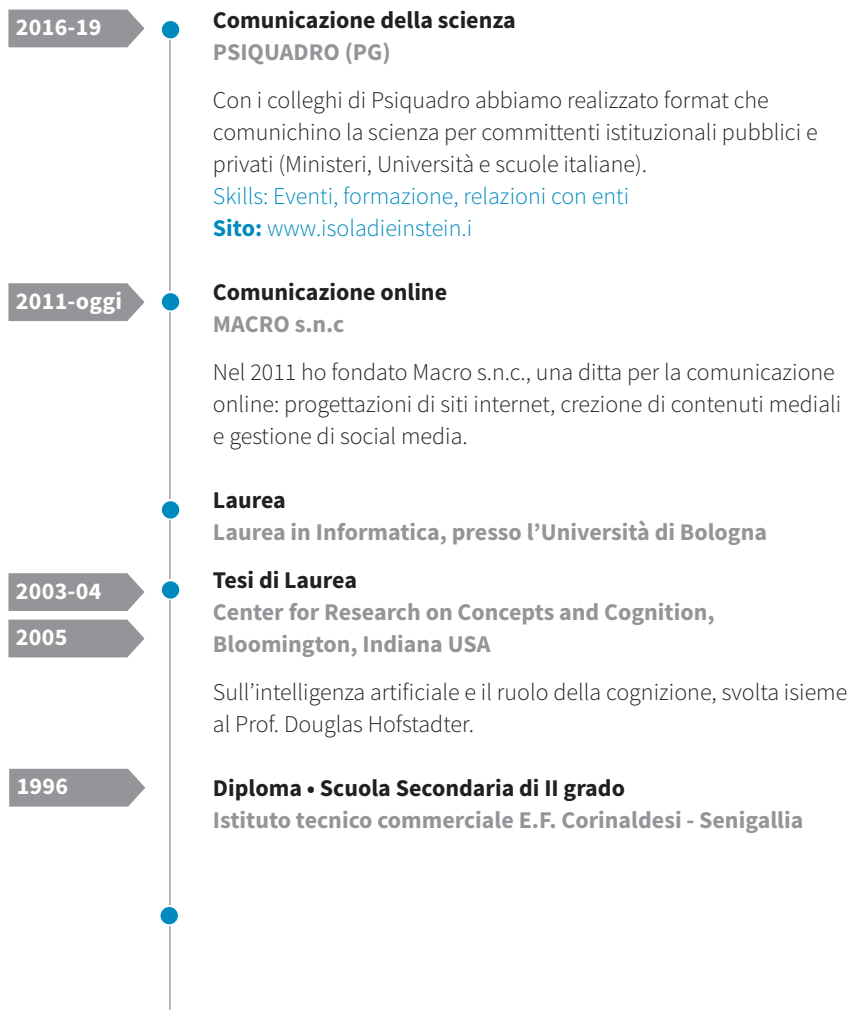 2016-19
Comunicazione della scienza
PSIQUADRO (PG)
Con i colleghi di Psiquadro abbiamo realizzato format che
comunichino la scienza per committenti istituzionali pubblici e
privati (Ministeri, Università e scuole italiane).
Skills: Eventi, formazione, relazioni con enti
Sito: www.isoladieinstein.i
2011-oggi
Comunicazione online
MACRO s.n.c
Nel 2011 ho fondato Macro s.n.c., una ditta per la comunicazione
online: progettazioni di siti internet, crezione di contenuti mediali
e gestione di social media.
Laurea
Laurea in Informatica, presso l’Università di Bologna
2003-04
Tesi di Laurea
Center for Research on Concepts and Cognition,
2005
Bloomington, Indiana USA
Sull’intelligenza artificiale e il ruolo della cognizione, svolta isieme
al Prof. Douglas Hofstadter.
1996
Diploma • Scuola Secondaria di II grado
Istituto tecnico commerciale E.F. Corinaldesi - Senigallia